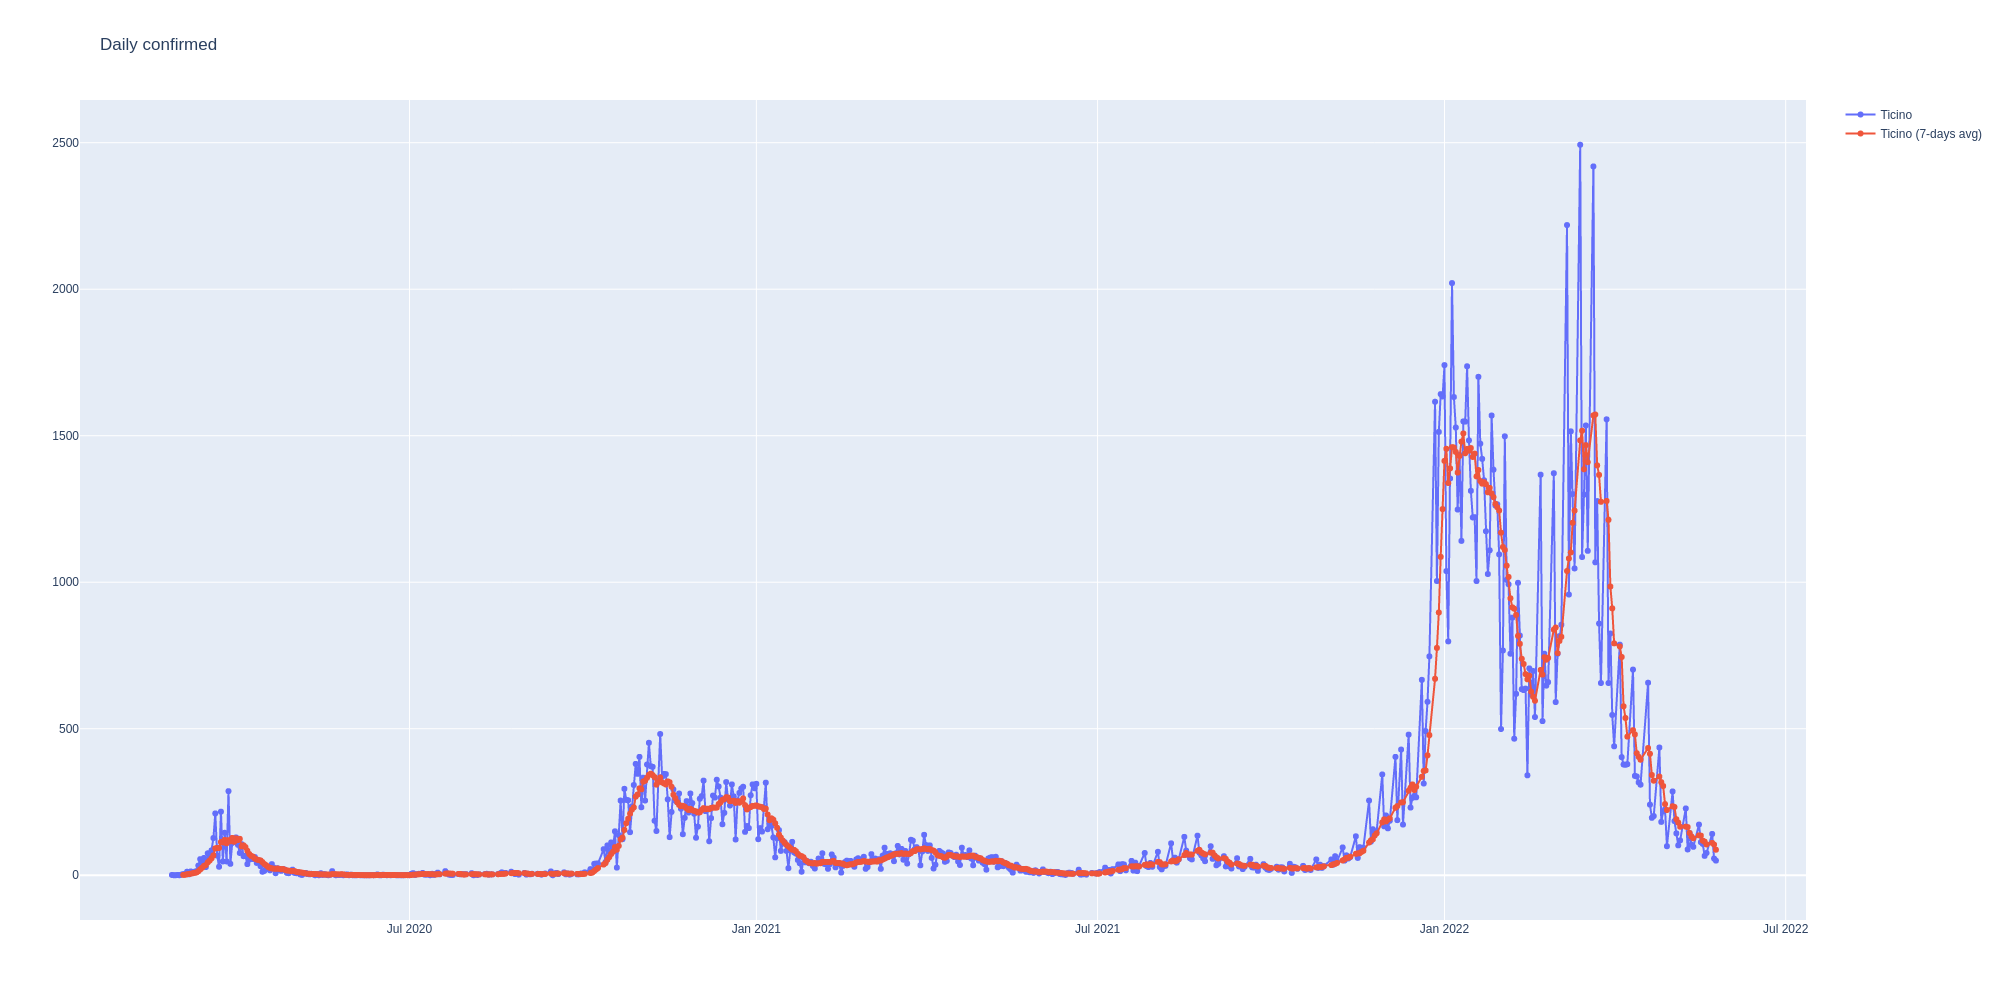 Daily confirmed
Ticino
Ticino (7-days avg)
2500
2000
1500
1000
500
0
Jul 2020
Jan 2021
Jul 2021
Jan 2022
Jul 2022